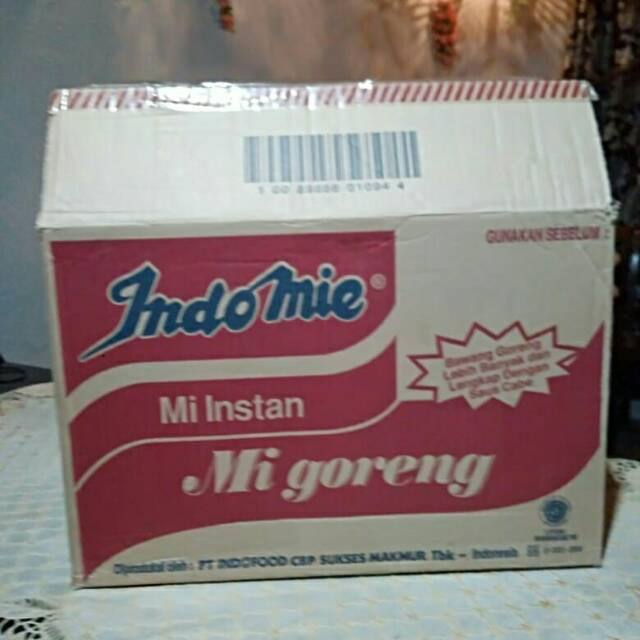 1 00 89686 01094 4
GUNAKAN SEBELUM :
Indomie®
Bawang Goreng
Lebih Banyak dan
Lengkap Dengan
Saus Cabe
Mi Instan
Mi goreng
Diproduksi oleh : PT INDOFOOD CBP SUKSES MAKMUR Tbk - Indonesia